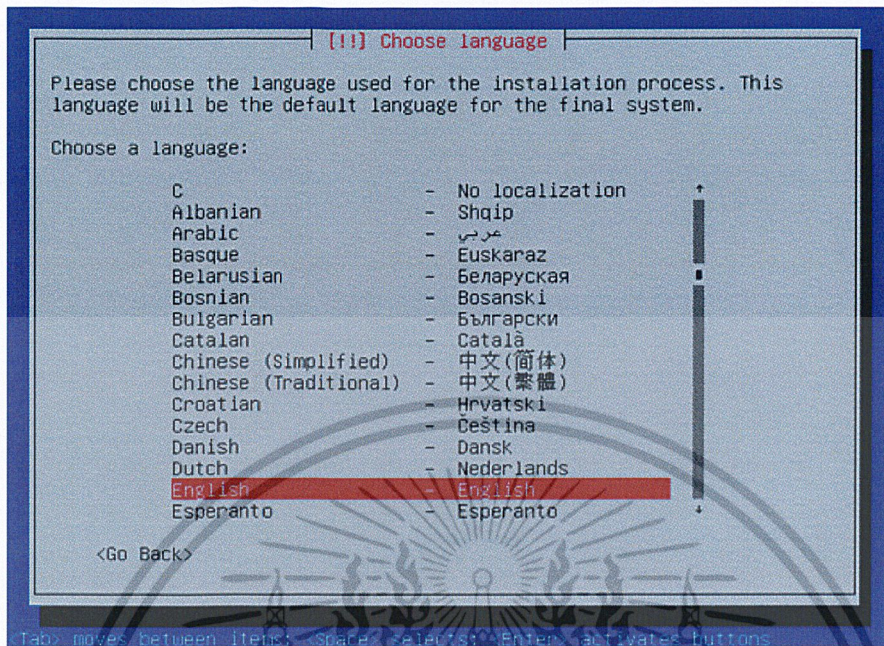 [!!] Choose language
Please choose the language used for the installation process. This
language will be the default language for the final system.
Choose a language:
C - No localization
Albanian - Shqip
Arabic - عربي
Basque - Euskaraz
Belarusian - Беларуская
Bosnian - Bosanski
Bulgarian - Български
Catalan - Català
Chinese (Simplified) - 中文(简体)
Chinese (Traditional) - 中文(繁體)
Croatian - Hrvatski
Czech - Čeština
Danish - Dansk
Dutch - Nederlands
English - English
Esperanto - Esperanto
<Go Back>
<Tab> moves between items; <Space> selects; <Enter> activates buttons